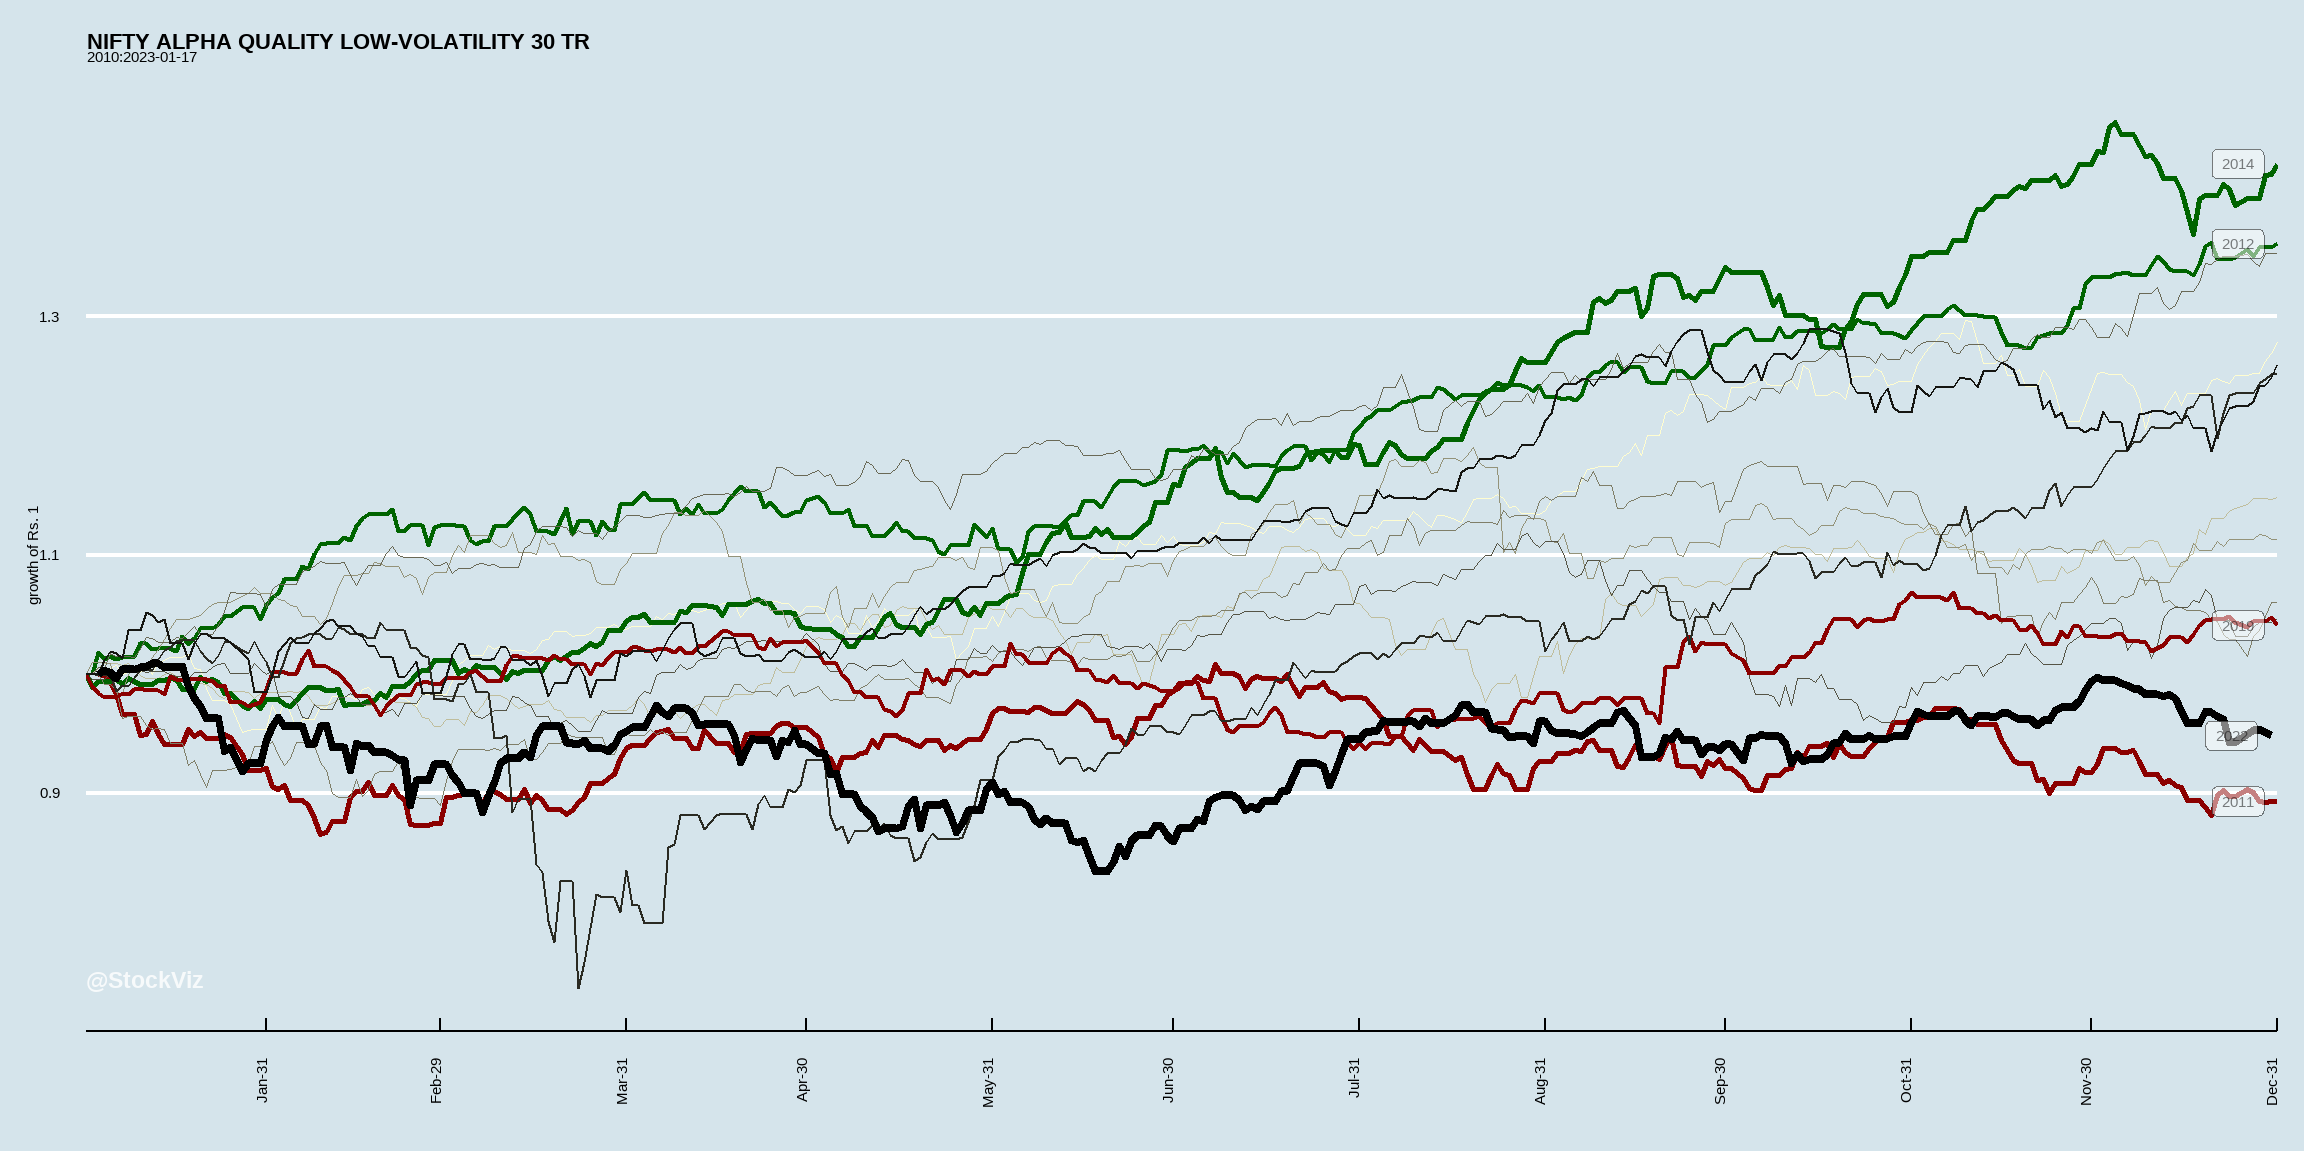 NIFTY ALPHA QUALITY LOW-VOLATILITY 30 TR
2010:2023-01-17
2014
2012
1.3
growth of Rs. 1
1.1
2019
2022
0.9
2011
@StockViz
Jan-31
Feb-29
Mar-31
Apr-30
May-31
Jun-30
Jul-31
Aug-31
Sep-30
Oct-31
Nov-30
Dec-31